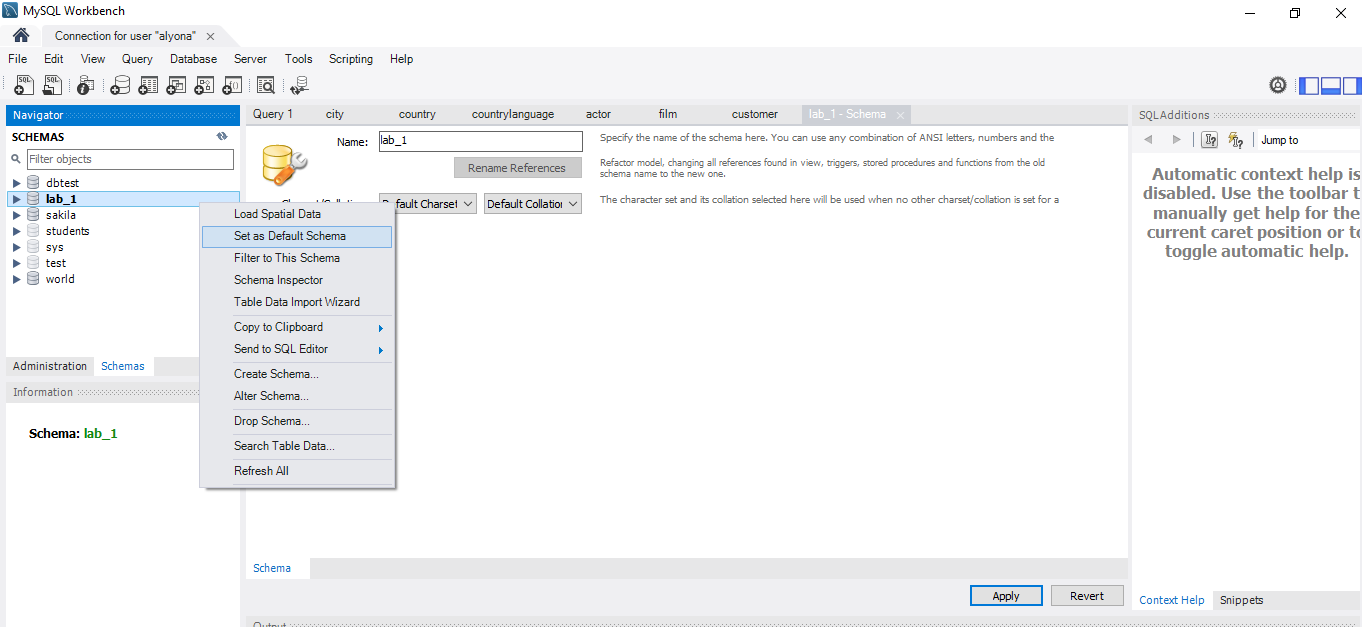 MySQL Workbench
Connection for user "alyona"
File Edit View Query Database Server Tools Scripting Help
Navigator
SCHEMAS
Filter objects
dbtest
lab_1
sakila
students
sys
test
world
Administration Schemas
Information
Schema: lab_1
Load Spatial Data
Set as Default Schema
Filter to This Schema
Schema Inspector
Table Data Import Wizard
Copy to Clipboard
Send to SQL Editor
Create Schema...
Alter Schema...
Drop Schema...
Search Table Data...
Refresh All
Query 1 city country countrylanguage actor film customer lab_1 - Schema
Name: lab_1
Specify the name of the schema here. You can use any combination of ANSI letters, numbers and the
Rename References
Refactor model, changing all references found in view, triggers, stored procedures and functions from the old
schema name to the new one.
Default Collation
The character set and its collation selected here will be used when no other charset/collation is set for a
Schema
Apply Revert
SQLAdditions
Jump to
Automatic context help is
disabled. Use the toolbar
manually get help for the
current caret position or
toggle automatic help.
Context Help Snippets